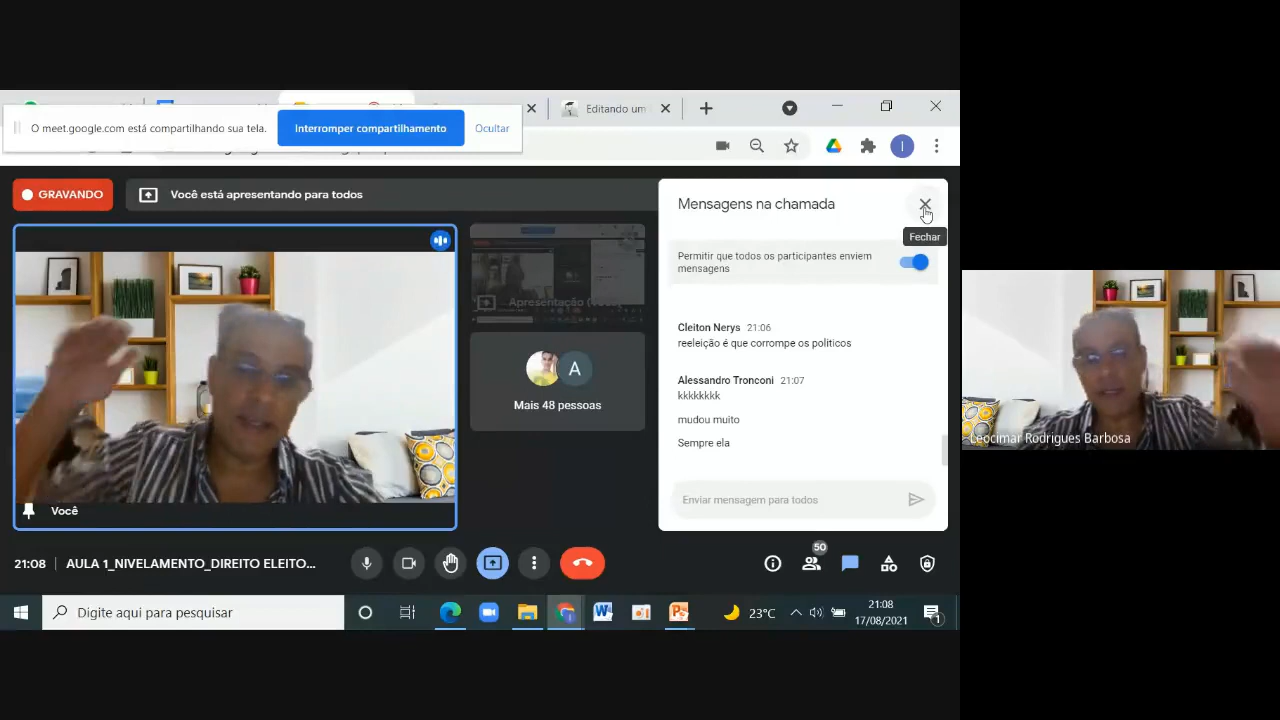 Editando um
O meet.google.com está compartilhando sua tela.
Interromper compartilhamento
Ocultar
I
GRAVANDO
Você está apresentando para todos
Mensagens na chamada
Fechar
Permitir que todos os participantes enviem
mensagens
Apresentação (Você)
Cleiton Nerys 21:06
reeleição é que corrompe os politicos
Alessandro Tronconi 21:07
kkkkkkkk
mudou muito
Sempre ela
A
Mais 48 pessoas
Enviar mensagem para todos
Você
Leocimar Rodrigues Barbosa
21:08
AULA 1_NIVELAMENTO_DIREITO ELEITO...
50
Digite aqui para pesquisar
23°C
21:08
17/08/2021
1